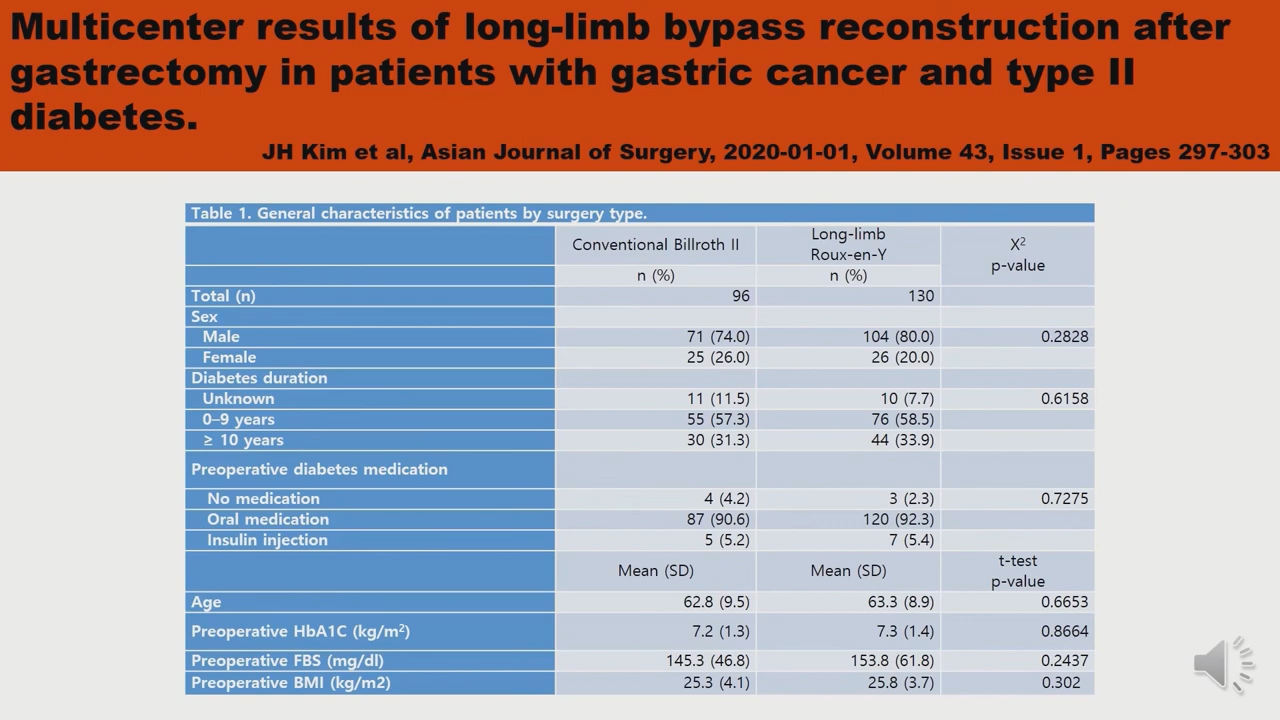 Multicenter results of long-limb bypass reconstruction after
gastrectomy in patients with gastric cancer and type II
diabetes.
JH Kim et al, Asian Journal of Surgery, 2020-01-01, Volume 43, Issue 1, Pages 297-303
Table 1. General characteristics of patients by surgery type.
Conventional Billroth II Long-limb Roux-en-Y X² p-value
n (%) n (%)
Total (n) 96 130
Sex
Male 71 (74.0) 104 (80.0) 0.2828
Female 25 (26.0) 26 (20.0)
Diabetes duration
Unknown 11 (11.5) 10 (7.7) 0.6158
0–9 years 55 (57.3) 76 (58.5)
≥ 10 years 30 (31.3) 44 (33.9)
Preoperative diabetes medication
No medication 4 (4.2) 3 (2.3) 0.7275
Oral medication 87 (90.6) 120 (92.3)
Insulin injection 5 (5.2) 7 (5.4)
Mean (SD) Mean (SD) t-test p-value
Age 62.8 (9.5) 63.3 (8.9) 0.6653
Preoperative HbA1C (kg/m²) 7.2 (1.3) 7.3 (1.4) 0.8664
Preoperative FBS (mg/dl) 145.3 (46.8) 153.8 (61.8) 0.2437
Preoperative BMI (kg/m2) 25.3 (4.1) 25.8 (3.7) 0.302